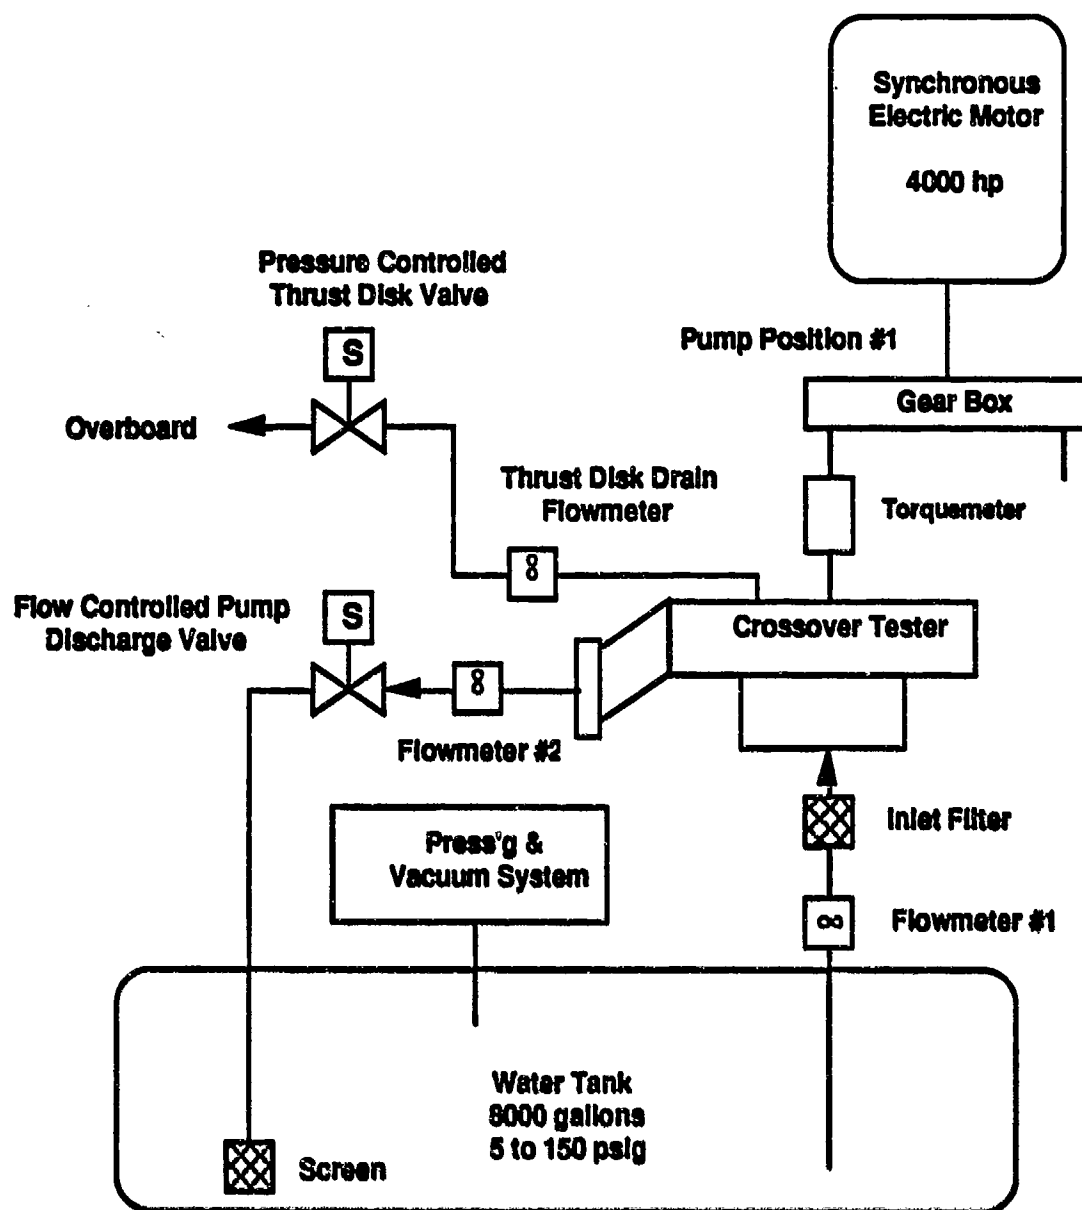 Synchronous
Electric Motor
4000 hp
Pressure Controlled
Thrust Disk Valve
S
Pump Position #1
Gear Box
Overboard
Thrust Disk Drain
Flowmeter
Torquemeter
8
Flow Controlled Pump
Discharge Valve
S
Crossover Tester
8
Flowmeter #2
Inlet Filter
Press'g &
Vacuum System
∞
Flowmeter #1
Water Tank
8000 gallons
5 to 150 psig
Screen